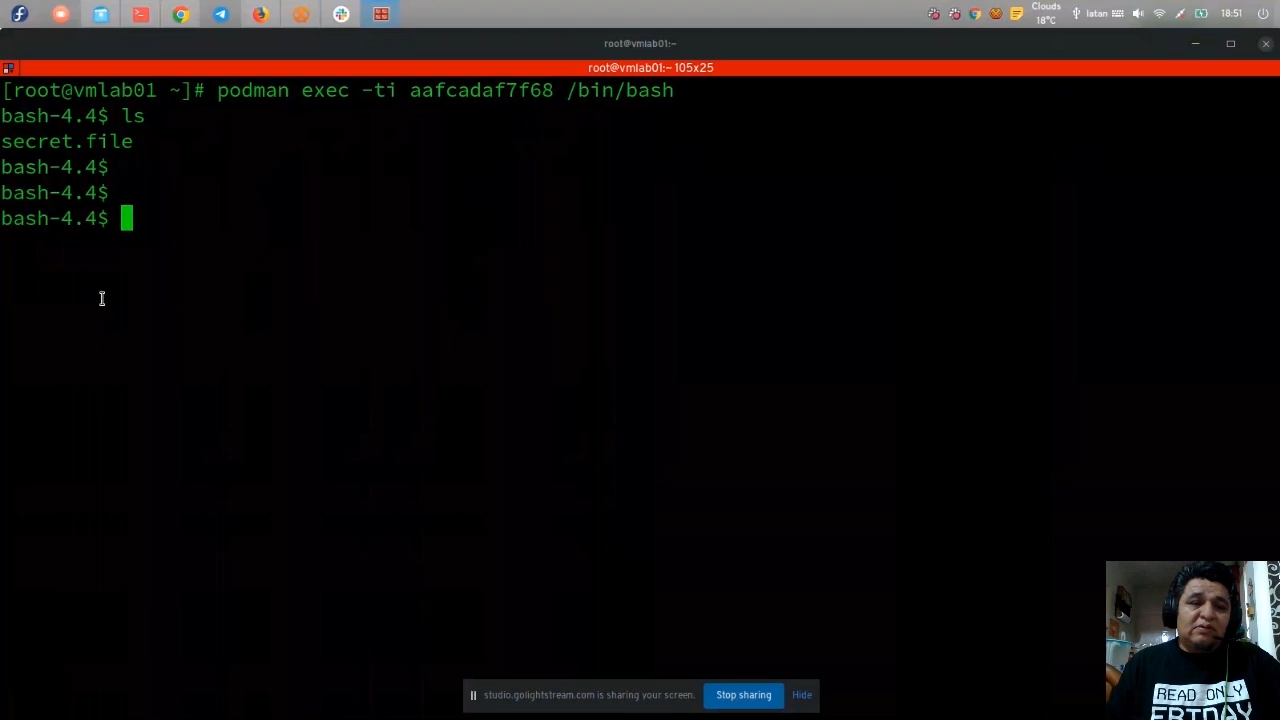 Clouds
18°C
latan
18:51
root@vmlab01:~
root@vmlab01:~ 105x25
[root@vmlab01 ~]# podman exec -ti aafcadaf7f68 /bin/bash
bash-4.4$ ls
secret.file
bash-4.4$
bash-4.4$
bash-4.4$
studio.golightstream.com is sharing your screen.
Stop sharing
Hide
READ ONLY
FRIDAY